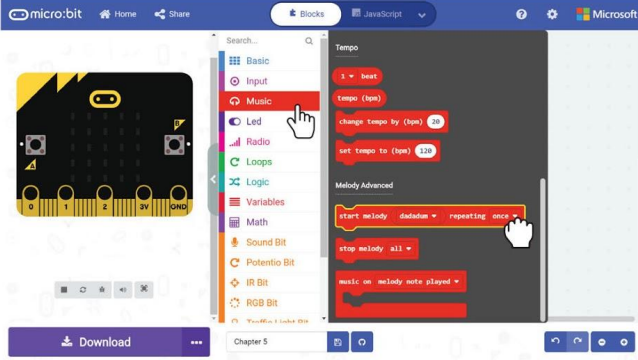 micro:bit Home Share Blocks JavaScript Microsoft
Search...
Basic
Input
Music
Led
Radio
Loops
Logic
Variables
Math
Sound Bit
Potentio Bit
IR Bit
RGB Bit
Traffic Light Bit
Tempo
1 beat
tempo (bpm)
change tempo by (bpm) 20
set tempo to (bpm) 120
Melody Advanced
start melody dadadum repeating once
stop melody all
music on melody note played
A
B
0 1 2 3V GND
Download
Chapter 5